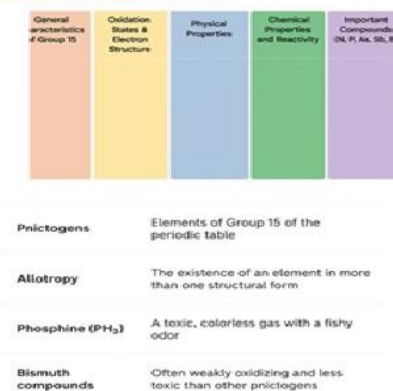 General
aracteristics
f Group 15
Oxidation
States &
Electron
Structure
Physical
Properties
Chemical
Properties
and Reactivity
Important
Compounds
(N, P, As, Sb, B
Pnictogens
Elements of Group 15 of the
periodic table
Allotropy
The existence of an element in more
than one structural form
Phosphine (PH₃)
A toxic, colorless gas with a fishy
odor
Bismuth
compounds
Often weakly oxidizing and less
toxic than other pnictogens